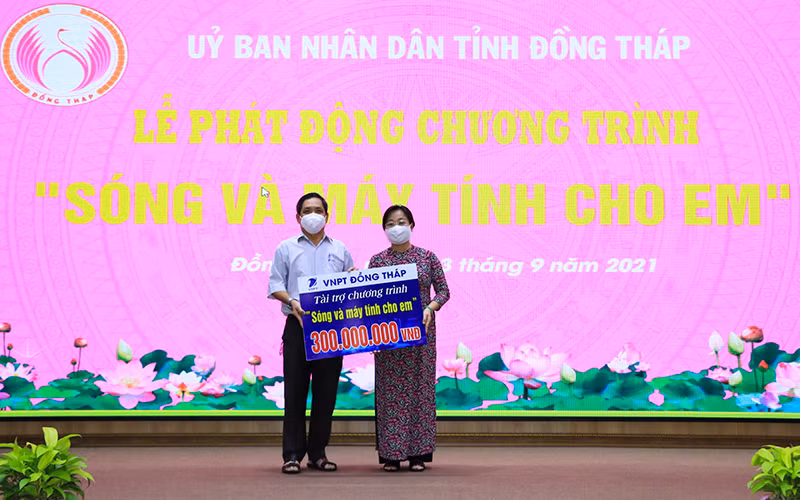 ĐỒNG THÁP
UỶ BAN NHÂN DÂN TỈNH ĐỒNG THÁP
LỄ PHÁT ĐỘNG CHƯƠNG TRÌNH
"SÓNG VÀ MÁY TÍNH CHO EM"
8 tháng 9 năm 2021
VNPT ĐỒNG THÁP
Tài trợ chương trình
"Sóng và máy tính cho em"
300.000.000 VNĐ